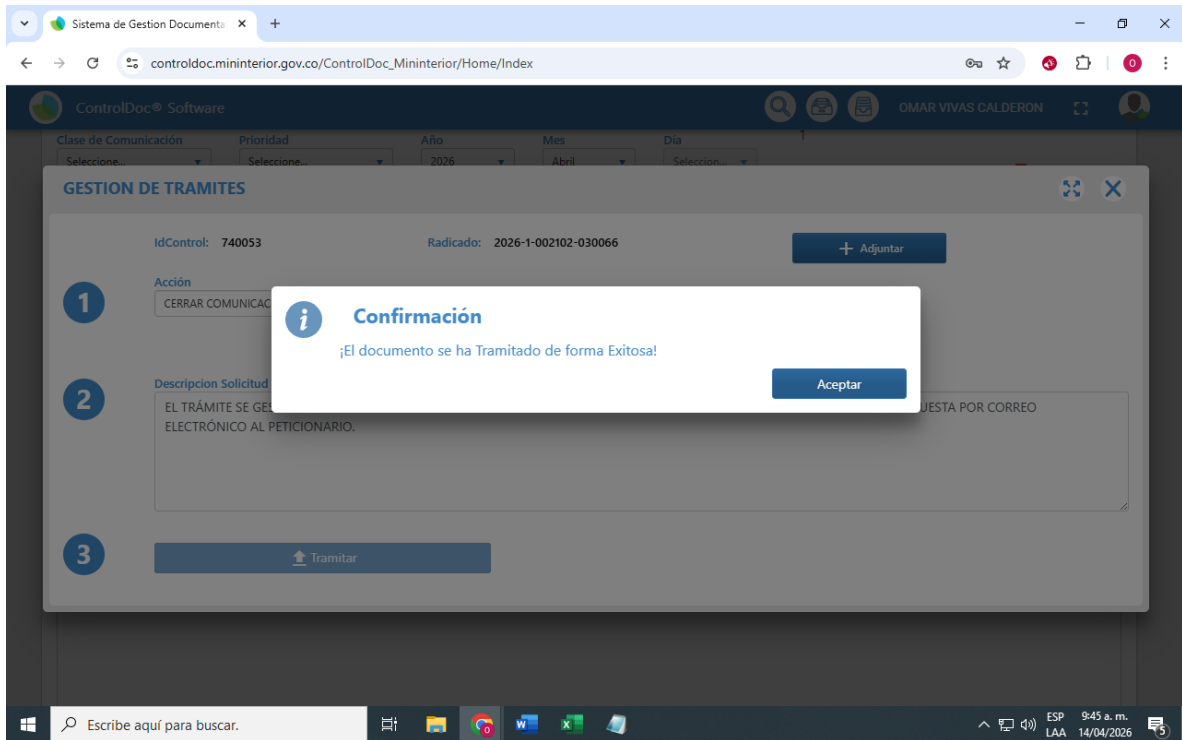 Sistema de Gestion Documenta
controldoc.mininterior.gov.co/ControlDoc_Mininterior/Home/Index
O
ControlDoc® Software
OMAR VIVAS CALDERON
Clase de Comunicación Prioridad Año Mes Día
1
Seleccione... Seleccione... 2026 Abril Seleccion...
GESTION DE TRAMITES
IdControl: 740053 Radicado: 2026-1-002102-030066
+ Adjuntar
1
Acción
CERRAR COMUNICAC
i
Confirmación
¡El documento se ha Tramitado de forma Exitosa!
Aceptar
2
Descripcion Solicitud
EL TRÁMITE SE GES UESTA POR CORREO
ELECTRÓNICO AL PETICIONARIO.
3
Tramitar
Escribe aquí para buscar.
ESP 9:45 a. m.
LAA 14/04/2026
5